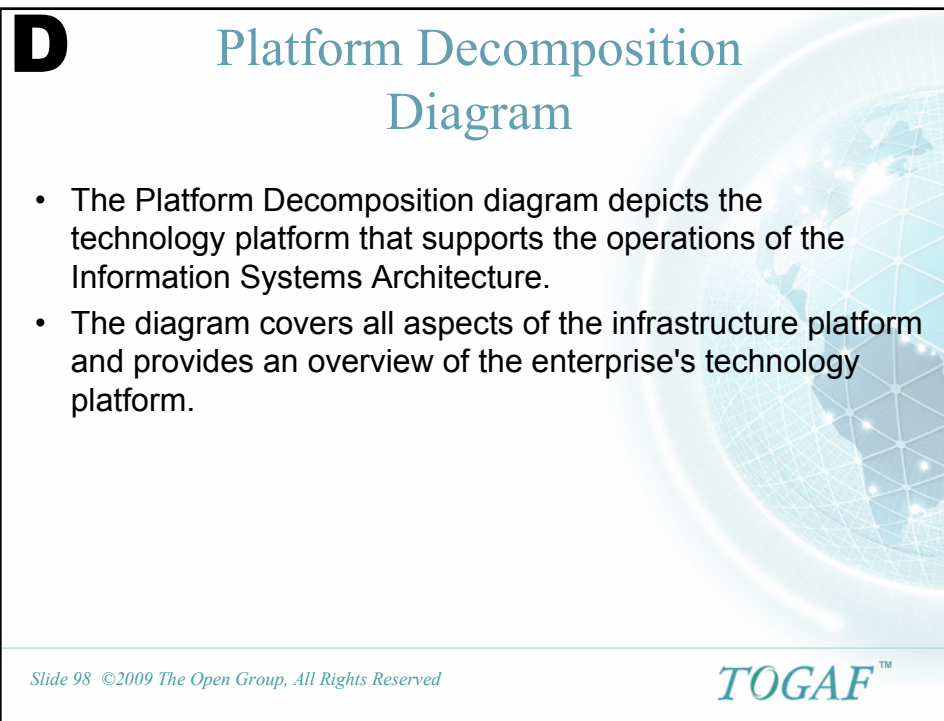 D
Platform Decomposition
Diagram
• The Platform Decomposition diagram depicts the
technology platform that supports the operations of the
Information Systems Architecture.
• The diagram covers all aspects of the infrastructure platform
and provides an overview of the enterprise's technology
platform.
Slide 98 ©2009 The Open Group, All Rights Reserved
TOGAF™